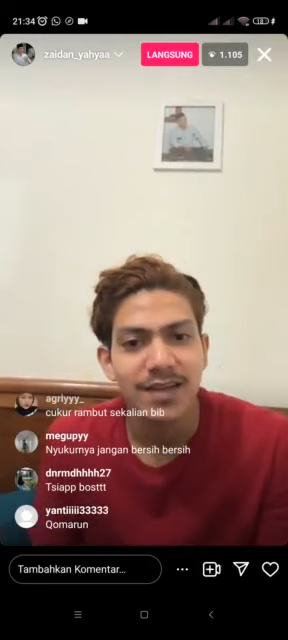 21:34
zaidan_yahyaa
LANGSUNG
1.105
agrlyyy_
cukur rambut sekalian bib
megupyy
Nyukurnya jangan bersih bersih
dnrmdhhhh27
Tsiapp bosttt
yantiiiii33333
Qomarun
Tambahkan Komentar...